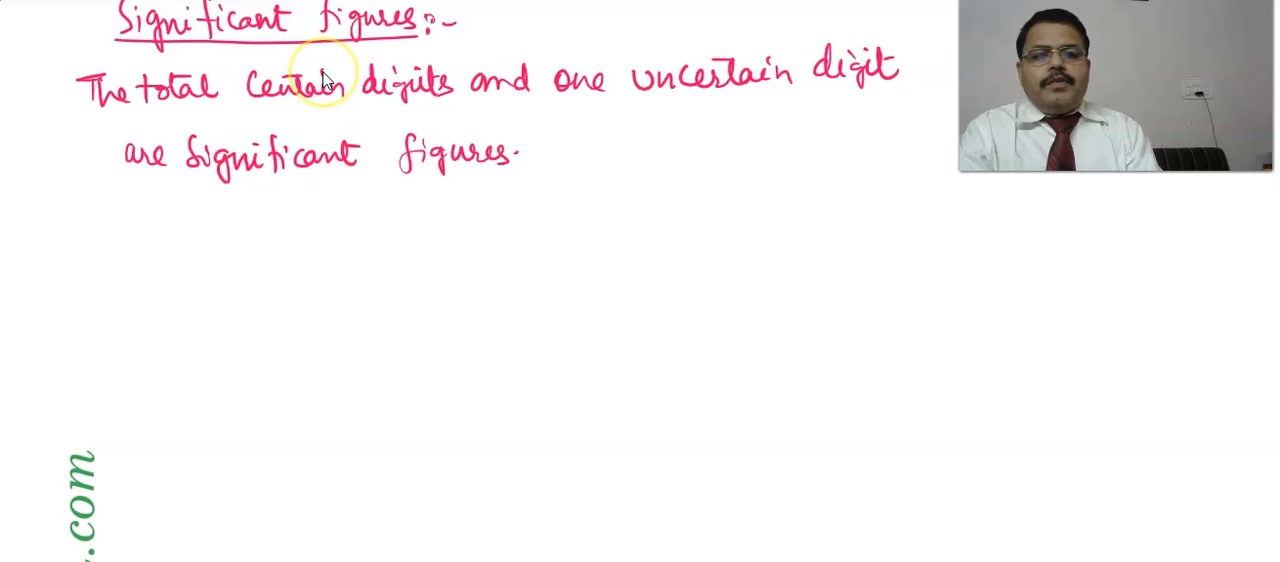 Significant figures:-
The total Certain digits and one uncertain digit
are Significant figures.
.com